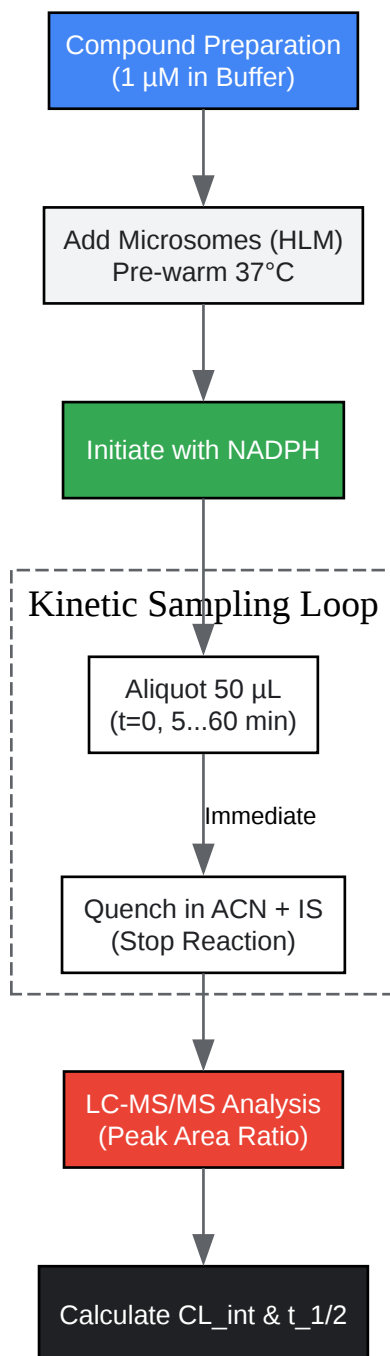 Compound Preparation
(1 µM in Buffer)
Add Microsomes (HLM)
Pre-warm 37°C
Initiate with NADPH
Kinetic Sampling Loop
Aliquot 50 µL
(t=0, 5...60 min)
Immediate
Quench in ACN + IS
(Stop Reaction)
LC-MS/MS Analysis
(Peak Area Ratio)
Calculate CL_int & t_1/2